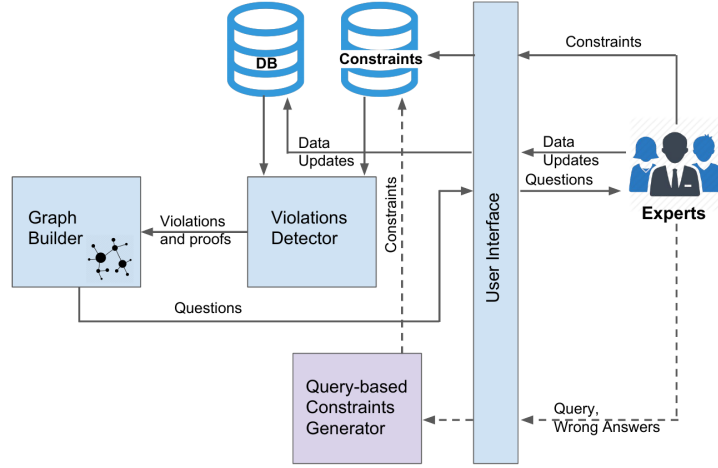 DB
Constraints
Constraints
Data
Updates
Data
Updates
Questions
Experts
Graph
Builder
Violations
and proofs
Violations
Detector
Constraints
User Interface
Questions
Query-based
Constraints
Generator
Query,
Wrong Answers